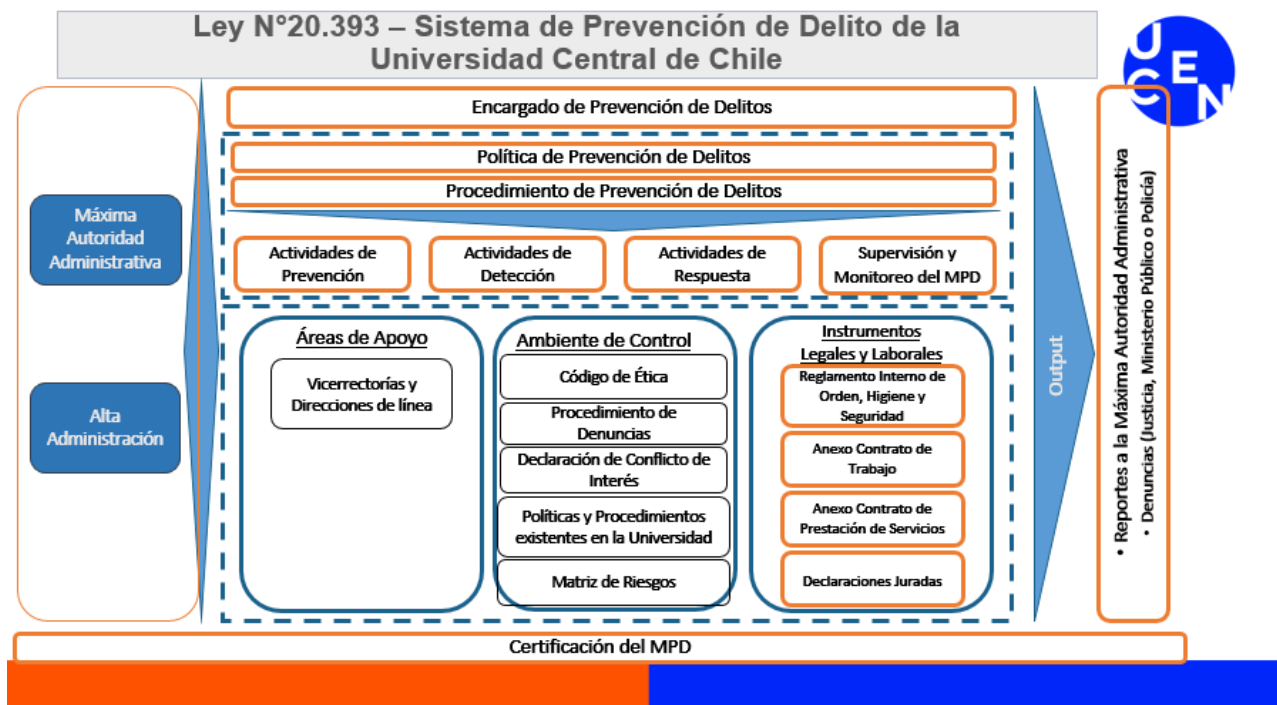 Ley N°20.393 – Sistema de Prevención de Delito de la
Universidad Central de Chile
U
C E N
Encargado de Prevención de Delitos
Política de Prevención de Delitos
Procedimiento de Prevención de Delitos
Máxima
Autoridad
Administrativa
Alta
Administración
Actividades de
Prevención
Actividades de
Detección
Actividades de
Respuesta
Supervisión y
Monitoreo del MPD
Áreas de Apoyo
Vicerrectorías y
Direcciones de línea
Ambiente de Control
Código de Ética
Procedimiento de
Denuncias
Declaración de Conflicto de
Interés
Políticas y Procedimientos
existentes en la Universidad
Matriz de Riesgos
Instrumentos
Legales y Laborales
Reglamento Interno de
Orden, Higiene y
Seguridad
Anexo Contrato de
Trabajo
Anexo Contrato de
Prestación de Servicios
Declaraciones Juradas
Output
• Reportes a la Máxima Autoridad Administrativa
• Denuncias (Justicia, Ministerio Público o Policía)
Certificación del MPD